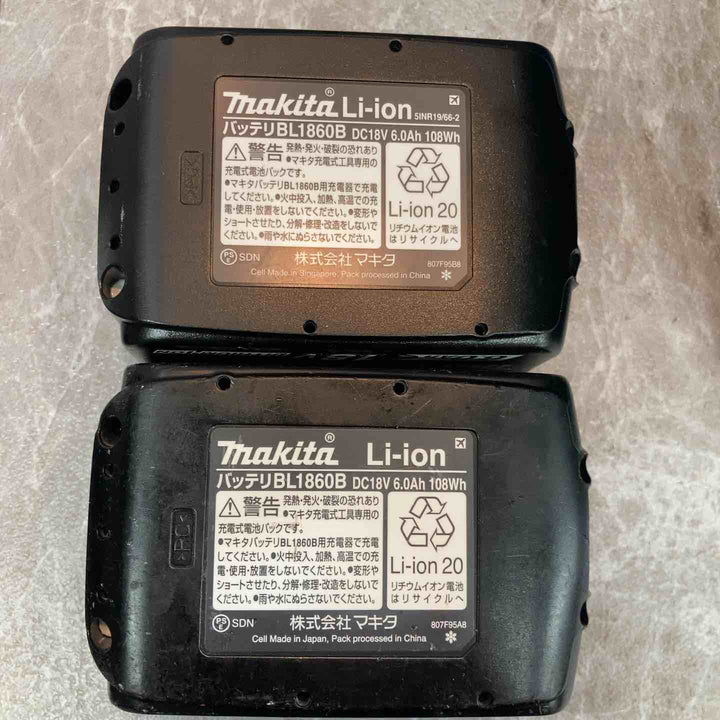 makita® Li-ion 5INR19/66-2
バッテリBL1860B DC18V 6.0Ah 108Wh
警告 発熱・発火・破裂の恐れあり
●マキタ充電式工具専用の
充電式電池パックです。
●マキタバッテリBL1860B用充電器で充電
してください。●火中投入、加熱、高温での充
電・使用・放置をしないでください。●変形や
ショートさせたり、分解・修理・改造をしないで
ください。●雨や水にぬらさないでください。
Li-ion 20
リチウムイオン電池
はリサイクルへ
PSE SDN 株式会社マキタ 807F95B8
Cell Made in Singapore, Pack processed in China
>PC<
makita® Li-ion
バッテリBL1860B DC18V 6.0Ah 108Wh
警告 発熱・発火・破裂の恐れあり
●マキタ充電式工具専用の
充電式電池パックです。
●マキタバッテリBL1860B用充電器で充電
してください。●火中投入、加熱、高温での充
電・使用・放置をしないでください。●変形や
ショートさせたり、分解・修理・改造をしないで
ください。●雨や水にぬらさないでください。
Li-ion 20
リチウムイオン電池
はリサイクルへ
PSE SDN 株式会社マキタ 807F95A8
Cell Made in Japan, Pack processed in China
>PC<